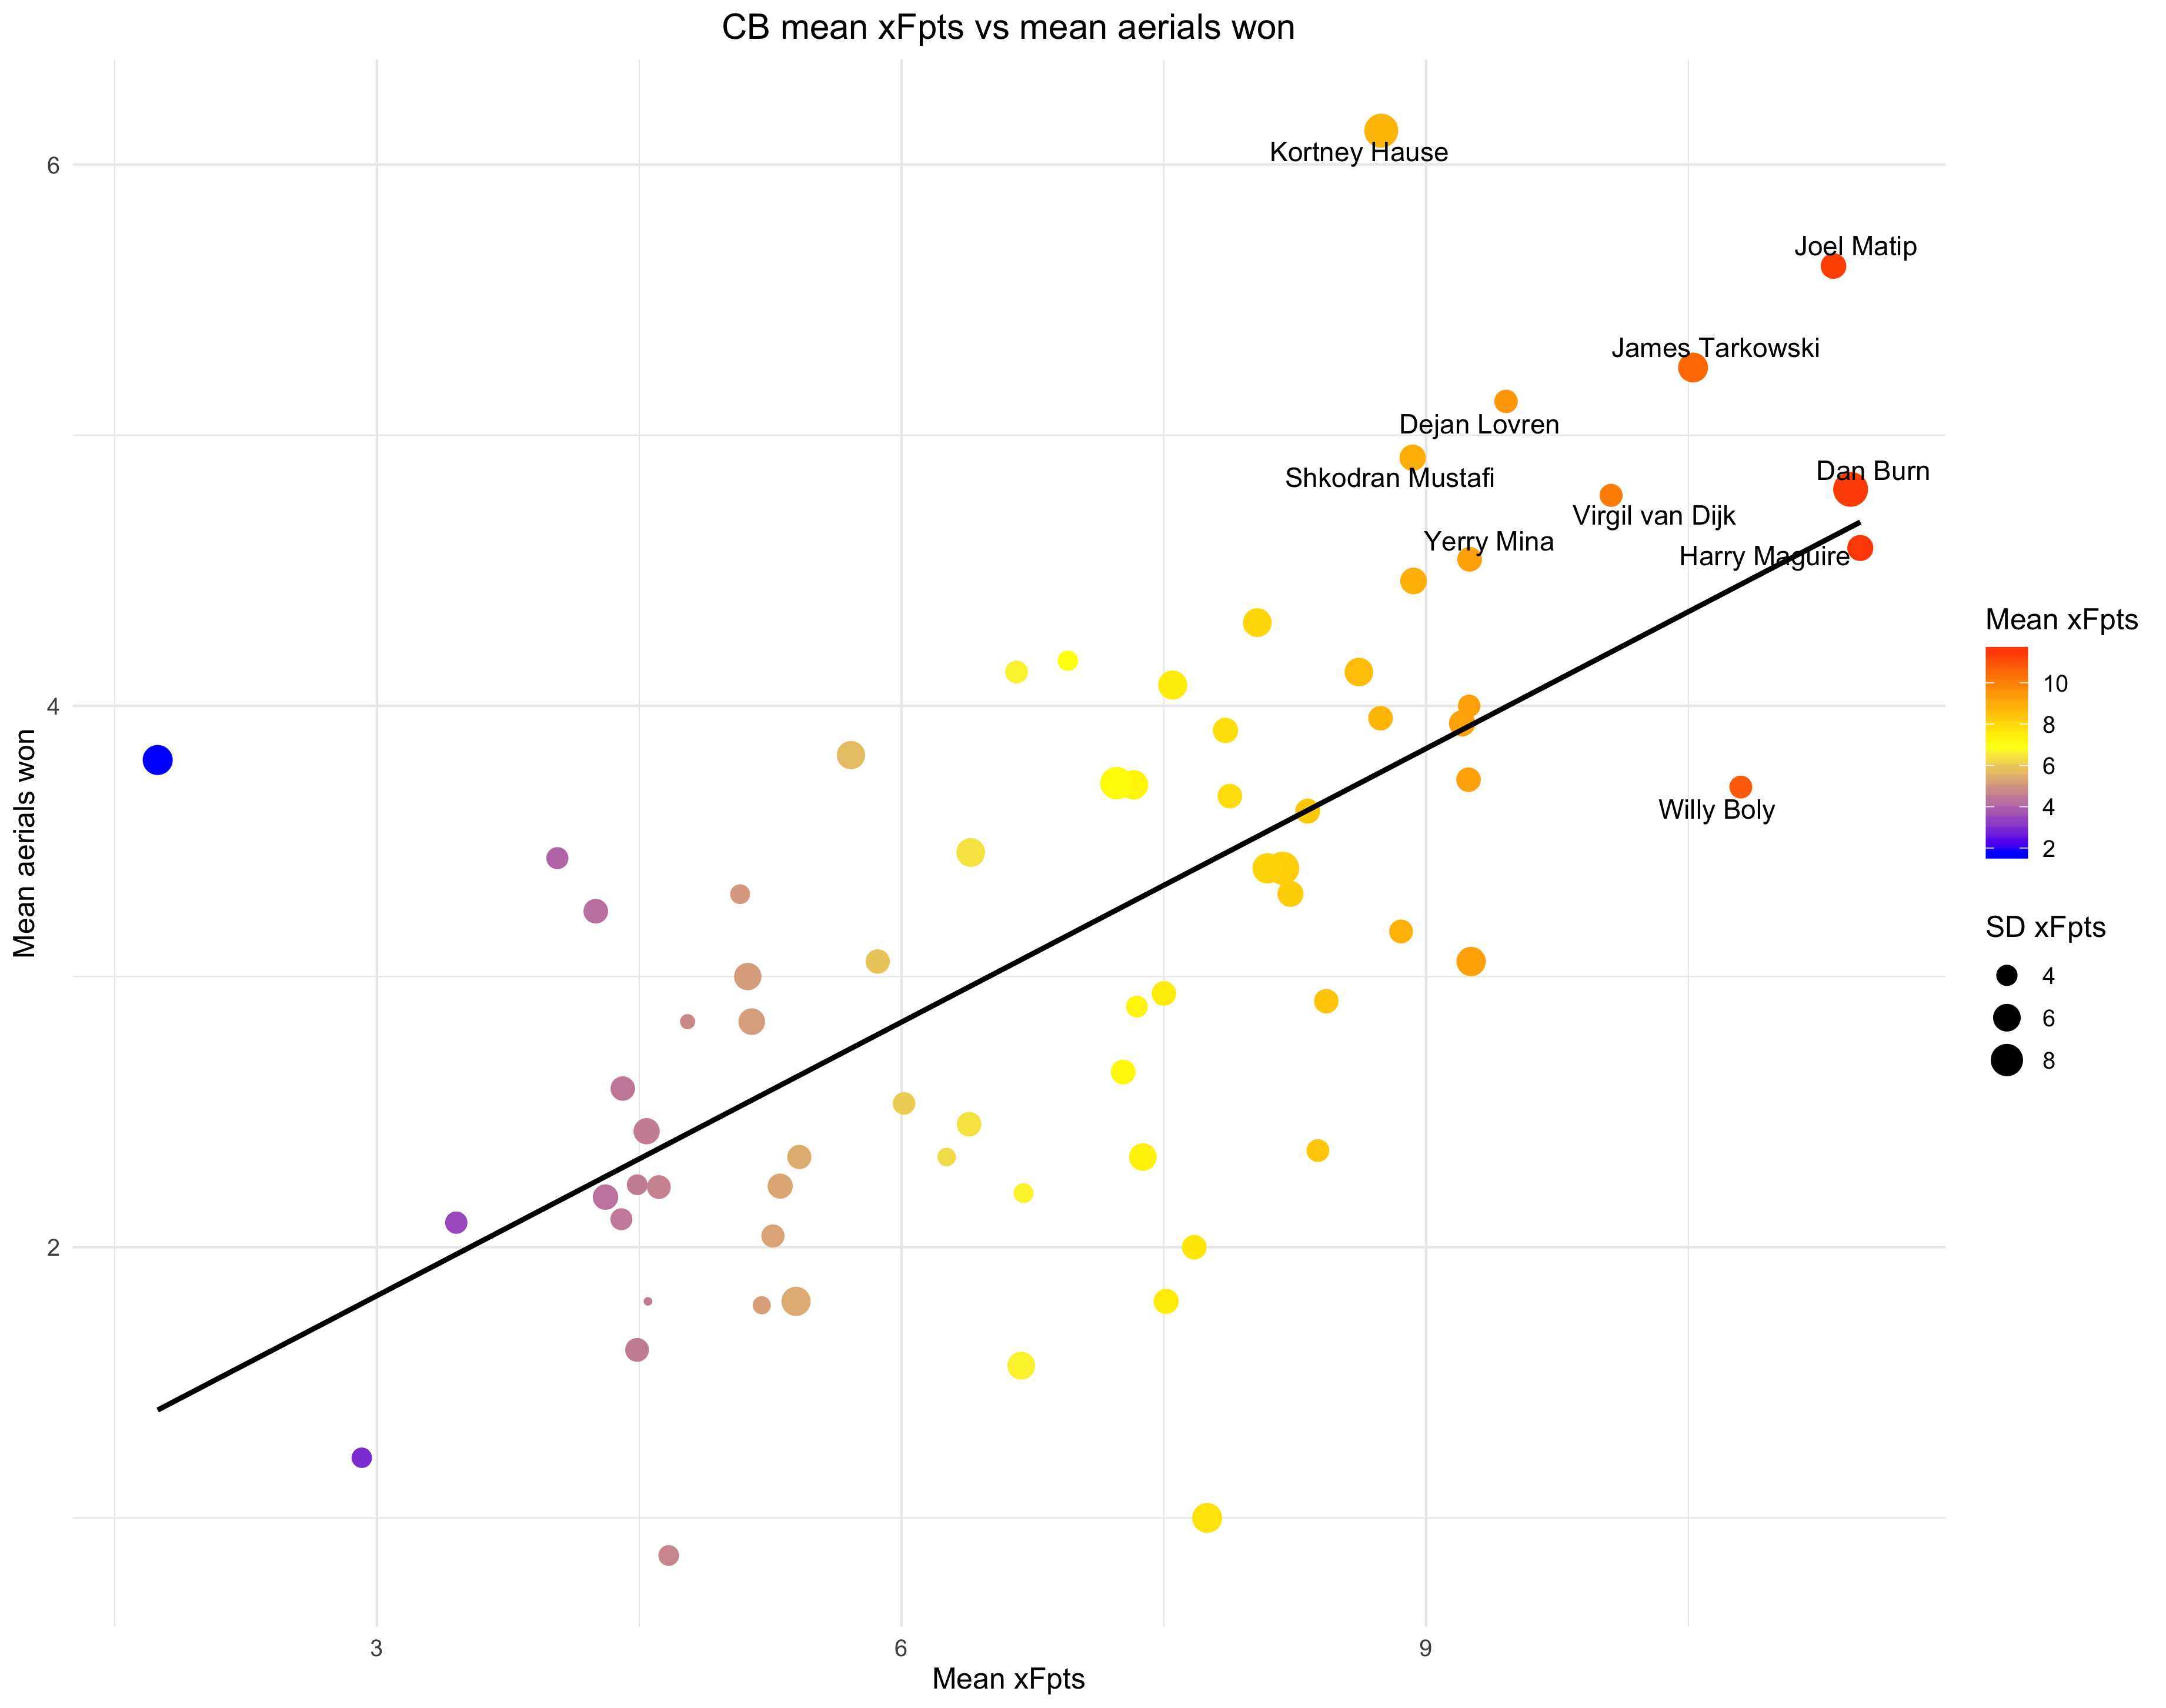 CB mean xFpts vs mean aerials won
Kortney Hause
Joel Matip
James Tarkowski
Dejan Lovren
Shkodran Mustafi
Dan Burn
Virgil van Dijk
Yerry Mina
Harry Maguire
Willy Boly
6
4
2
Mean aerials won
3
6
9
Mean xFpts
Mean xFpts
10
8
6
4
2
SD xFpts
4
6
8